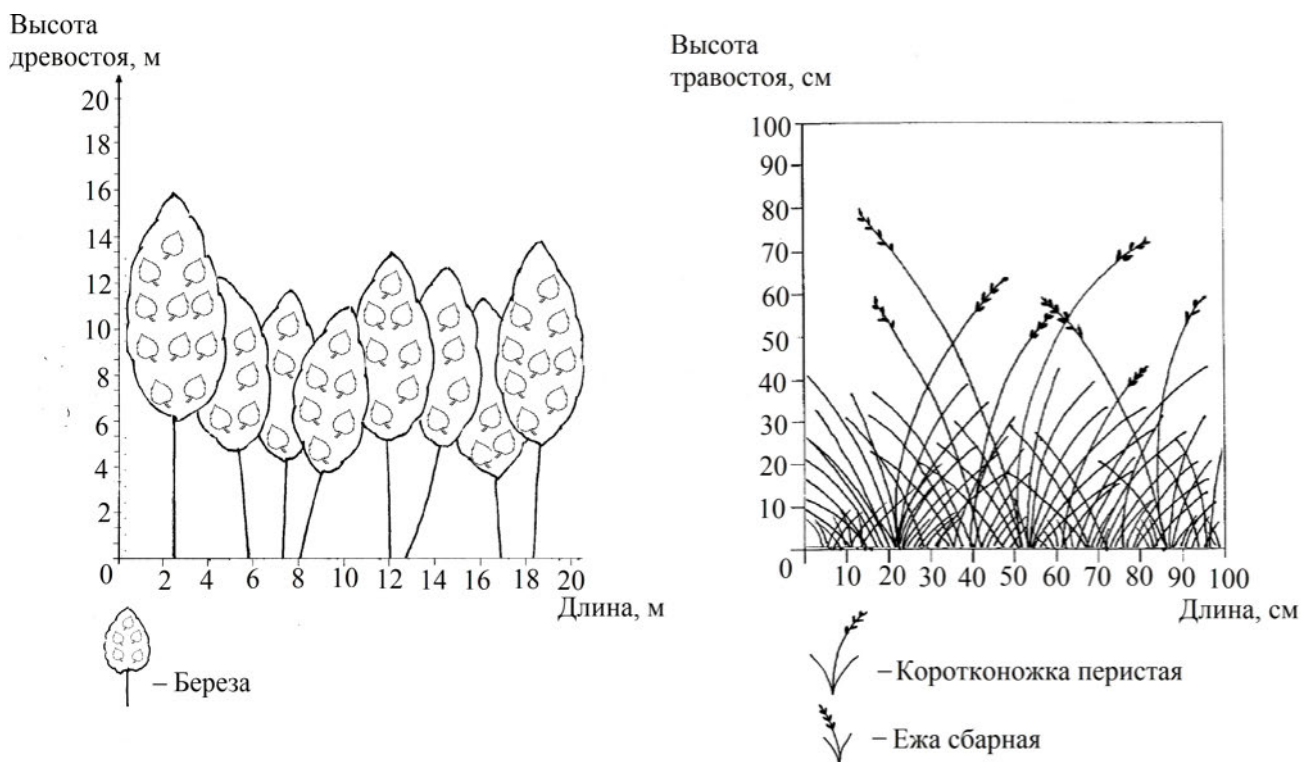 Высота
древостоя, м
20
18
16
14
12
10
8
6
4
2
0
2 4 6 8 10 12 14 16 18 20
Длина, м
– Береза
Высота
травостоя, см
100
90
80
70
60
50
40
30
20
10
0
10 20 30 40 50 60 70 80 90 100
Длина, см
– Коротконожка перистая
– Ежа сбарная